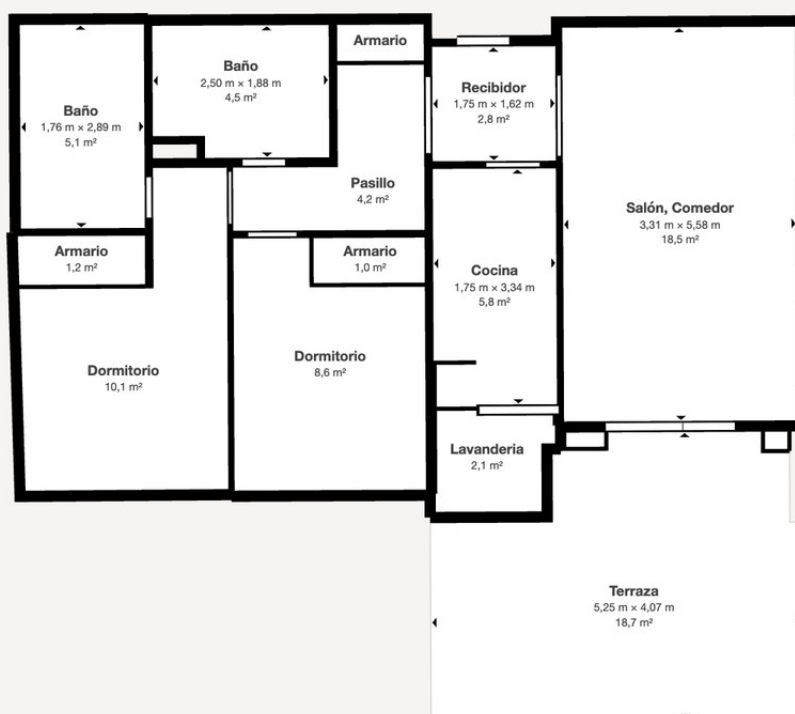 Armario
Baño
2,50 m × 1,88 m
4,5 m²
Baño
1,76 m × 2,89 m
5,1 m²
Recibidor
1,75 m × 1,62 m
2,8 m²
Pasillo
4,2 m²
Salón, Comedor
3,31 m × 5,58 m
18,5 m²
Armario
1,2 m²
Armario
1,0 m²
Cocina
1,75 m × 3,34 m
5,8 m²
Dormitorio
10,1 m²
Dormitorio
8,6 m²
Lavanderia
2,1 m²
Terraza
5,25 m × 4,07 m
18,7 m²